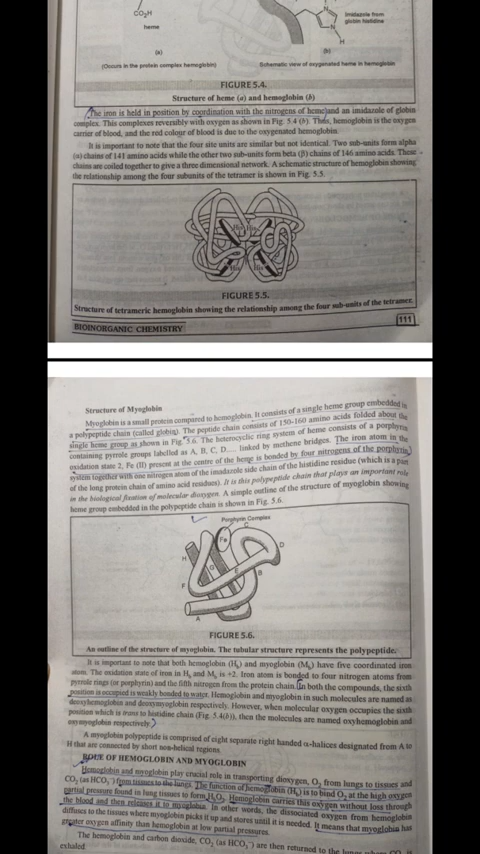 CO₂H
heme
Imidazole from
globin histidine
N
H
(a)
(b)
(Occurs in the protein complex hemoglobin)
Schematic view of oxygenated heme in hemoglobin
FIGURE 5.4.
Structure of heme (a) and hemoglobin (b)
The iron is held in position by coordination with the nitrogens of heme and an imidazole of globin
complex. This complexes reversably with oxygen as shown in Fig. 5.4 (b). Thus, hemoglobin is the oxygen
carrier of blood, and the red colour of blood is due to the oxygenated hemoglobin.
It is important to note that the four site units are similar but not identical. Two sub-units form alpha
(α) chains of 141 amino acids while the other two sub-units form beta (β) chains of 146 amino acids. These
chains are coiled together to give a three dimensional network. A schematic structure of hemoglobin showing
the relationship among the four subunits of the tetramer is shown in Fig. 5.5.
His His
His His
FIGURE 5.5.
Structure of tetrameric hemoglobin showing the relationship among the four sub-units of the tetramer.
BIOINORGANIC CHEMISTRY
111
Structure of Myoglobin
Myoglobin is a small protein compared to hemoglobin. It consists of a single heme group embedded in
a polypeptide chain (called globin). The peptide chain consists of 150-160 amino acids folded about the
single heme group as shown in Fig. 5.6. The heterocyclic ring system of heme consists of a porphyrin
containing pyrrole groups labelled as A, B, C, D.... linked by methene bridges. The iron atom in the
oxidation state 2, Fe (II) present at the centre of the heme is bonded by four nitrogens of the porphyrin
system together with one nitrogen atom of the imadazole side chain of the histidine residue (which is a part
of the long protein chain of amino acid residues). It is this polypeptide chain that plays an important role
in the biological fixation of molecular dioxygen. A simple outline of the structure of myoglobin showing
heme group embedded in the polypeptide chain is shown in Fig. 5.6.
Porphyrin Complex
C
Fe
D
H
G
E
B
F
A
FIGURE 5.6.
An outline of the structure of myoglobin. The tubular structure represents the polypeptide.
It is important to note that both hemoglobin (Hb) and myoglobin (Mb) have five coordinated iron
atom. The oxidation state of iron in Hb and Mb is +2. Iron atom is bonded to four nitrogen atoms from
pyrrole rings (or porphyrin) and the fifth nitrogen from the protein chain. In both the compounds, the sixth
position is occupied is weakly bonded to water. Hemoglobin and myoglobin in such molecules are named as
deoxyhemoglobin and deoxymyoglobin respectively. However, when molecular oxygen occupies the sixth
position which is trans to histidine chain (Fig. 5.4(b)), then the molecules are named oxyhemoglobin and
oxymyoglobin respectively.
A myoglobin polypeptide is comprised of eight separate right handed α-halices designated from A to
H that are connected by short non-helical regions.
ROLE OF HEMOGLOBIN AND MYOGLOBIN
Hemoglobin and myoglobin play crucial role in transporting dioxygen, O₂ from lungs to tissues and
CO₂ (as HCO₃⁻) from tissues to the lungs. The function of hemoglobin (Hb) is to bind O₂ at the high oxygen
partial pressure found in lung tissues to form HbO₂. Hemoglobin carries this oxygen without loss through
the blood and then releases it to myoglobin. In other words, the dissociated oxygen from hemoglobin
diffuses to the tissues where myoglobin picks it up and stores until it is needed. It means that myoglobin has
greater oxygen affinity than hemoglobin at low partial pressures.
The hemoglobin and carbon dioxide, CO₂ (as HCO₃⁻) are then returned to the lungs where CO₂ is
exhaled